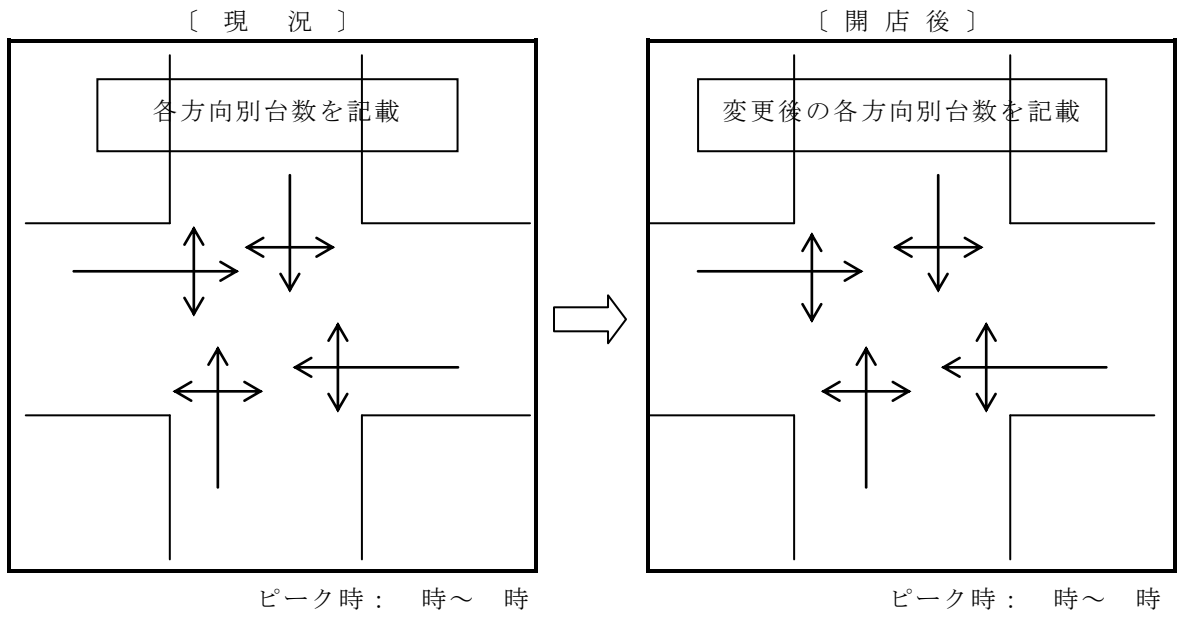 〔 現 況 〕
〔 開 店 後 〕
各方向別台数を記載
変更後の各方向別台数を記載
ピーク時： 時～ 時
ピーク時： 時～ 時